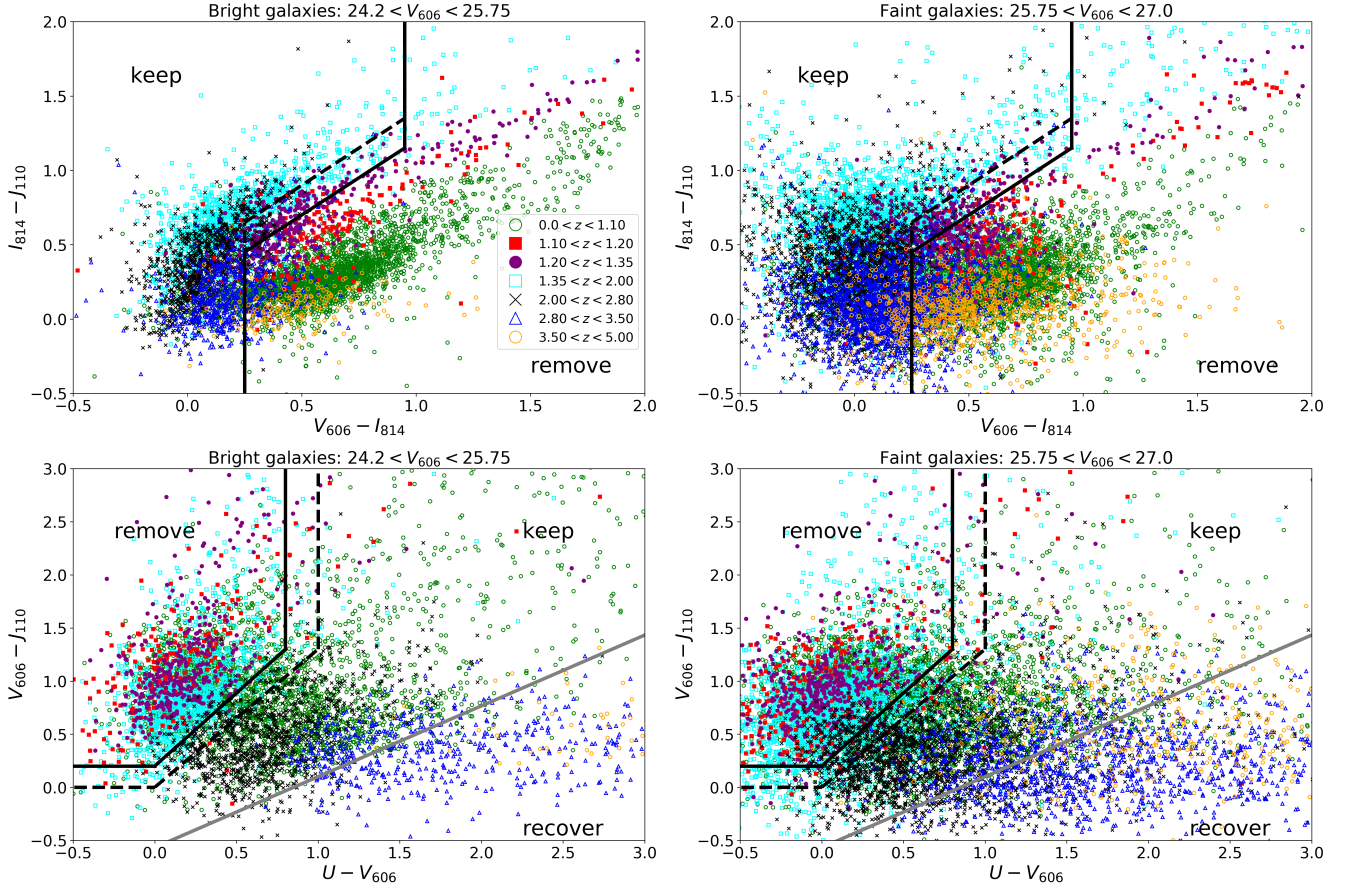 Bright galaxies: 24.2 < V606 < 25.75
Faint galaxies: 25.75 < V606 < 27.0
2.0
1.5
1.0
0.5
0.0
−0.5
I814 − J110
keep
remove
0.0 < z < 1.10
1.10 < z < 1.20
1.20 < z < 1.35
1.35 < z < 2.00
2.00 < z < 2.80
2.80 < z < 3.50
3.50 < z < 5.00
−0.5 0.0 0.5 1.0 1.5 2.0
V606 − I814
2.0
1.5
1.0
0.5
0.0
−0.5
I814 − J110
keep
remove
−0.5 0.0 0.5 1.0 1.5 2.0
V606 − I814
Bright galaxies: 24.2 < V606 < 25.75
Faint galaxies: 25.75 < V606 < 27.0
3.0
2.5
2.0
1.5
1.0
0.5
0.0
−0.5
V606 − J110
remove
keep
recover
−0.5 0.0 0.5 1.0 1.5 2.0 2.5 3.0
U − V606
3.0
2.5
2.0
1.5
1.0
0.5
0.0
−0.5
V606 − J110
remove
keep
recover
−0.5 0.0 0.5 1.0 1.5 2.0 2.5 3.0
U − V606